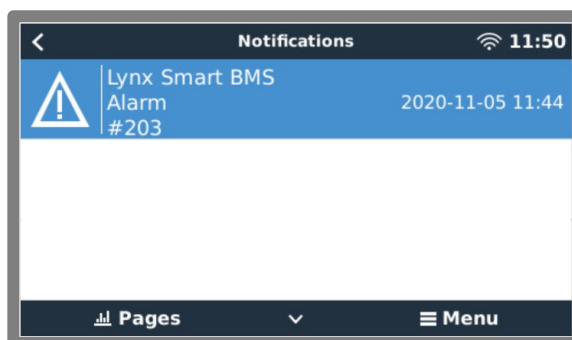 Notifications
11:50
Lynx Smart BMS
Alarm
2020-11-05 11:44
#203
Pages
Menu